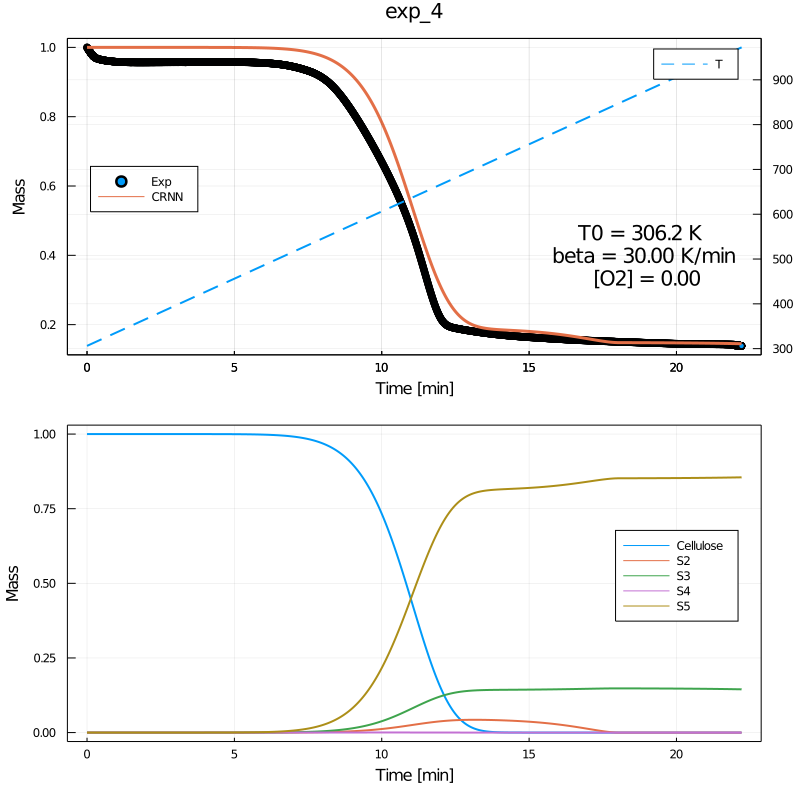 exp_4
1.0
0.8
0.6
0.4
0.2
Mass
900
800
700
600
500
400
300
T
Exp
CRNN
T0 = 306.2 K
beta = 30.00 K/min
[O2] = 0.00
0 5 10 15 20
Time [min]
1.00
0.75
0.50
0.25
0.00
Mass
Cellulose
S2
S3
S4
S5
0 5 10 15 20
Time [min]